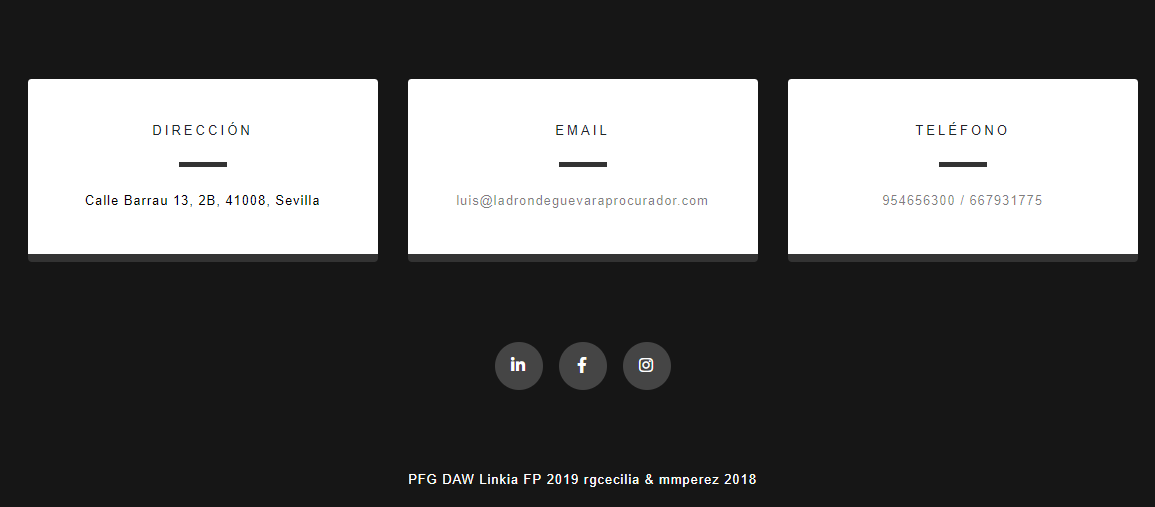 DIRECCIÓN
Calle Barrau 13, 2B, 41008, Sevilla
EMAIL
luis@ladrondeguevaraprocurador.com
TELÉFONO
954656300 / 667931775
in f
PFG DAW Linkia FP 2019 rgcecilia & mmperez 2018